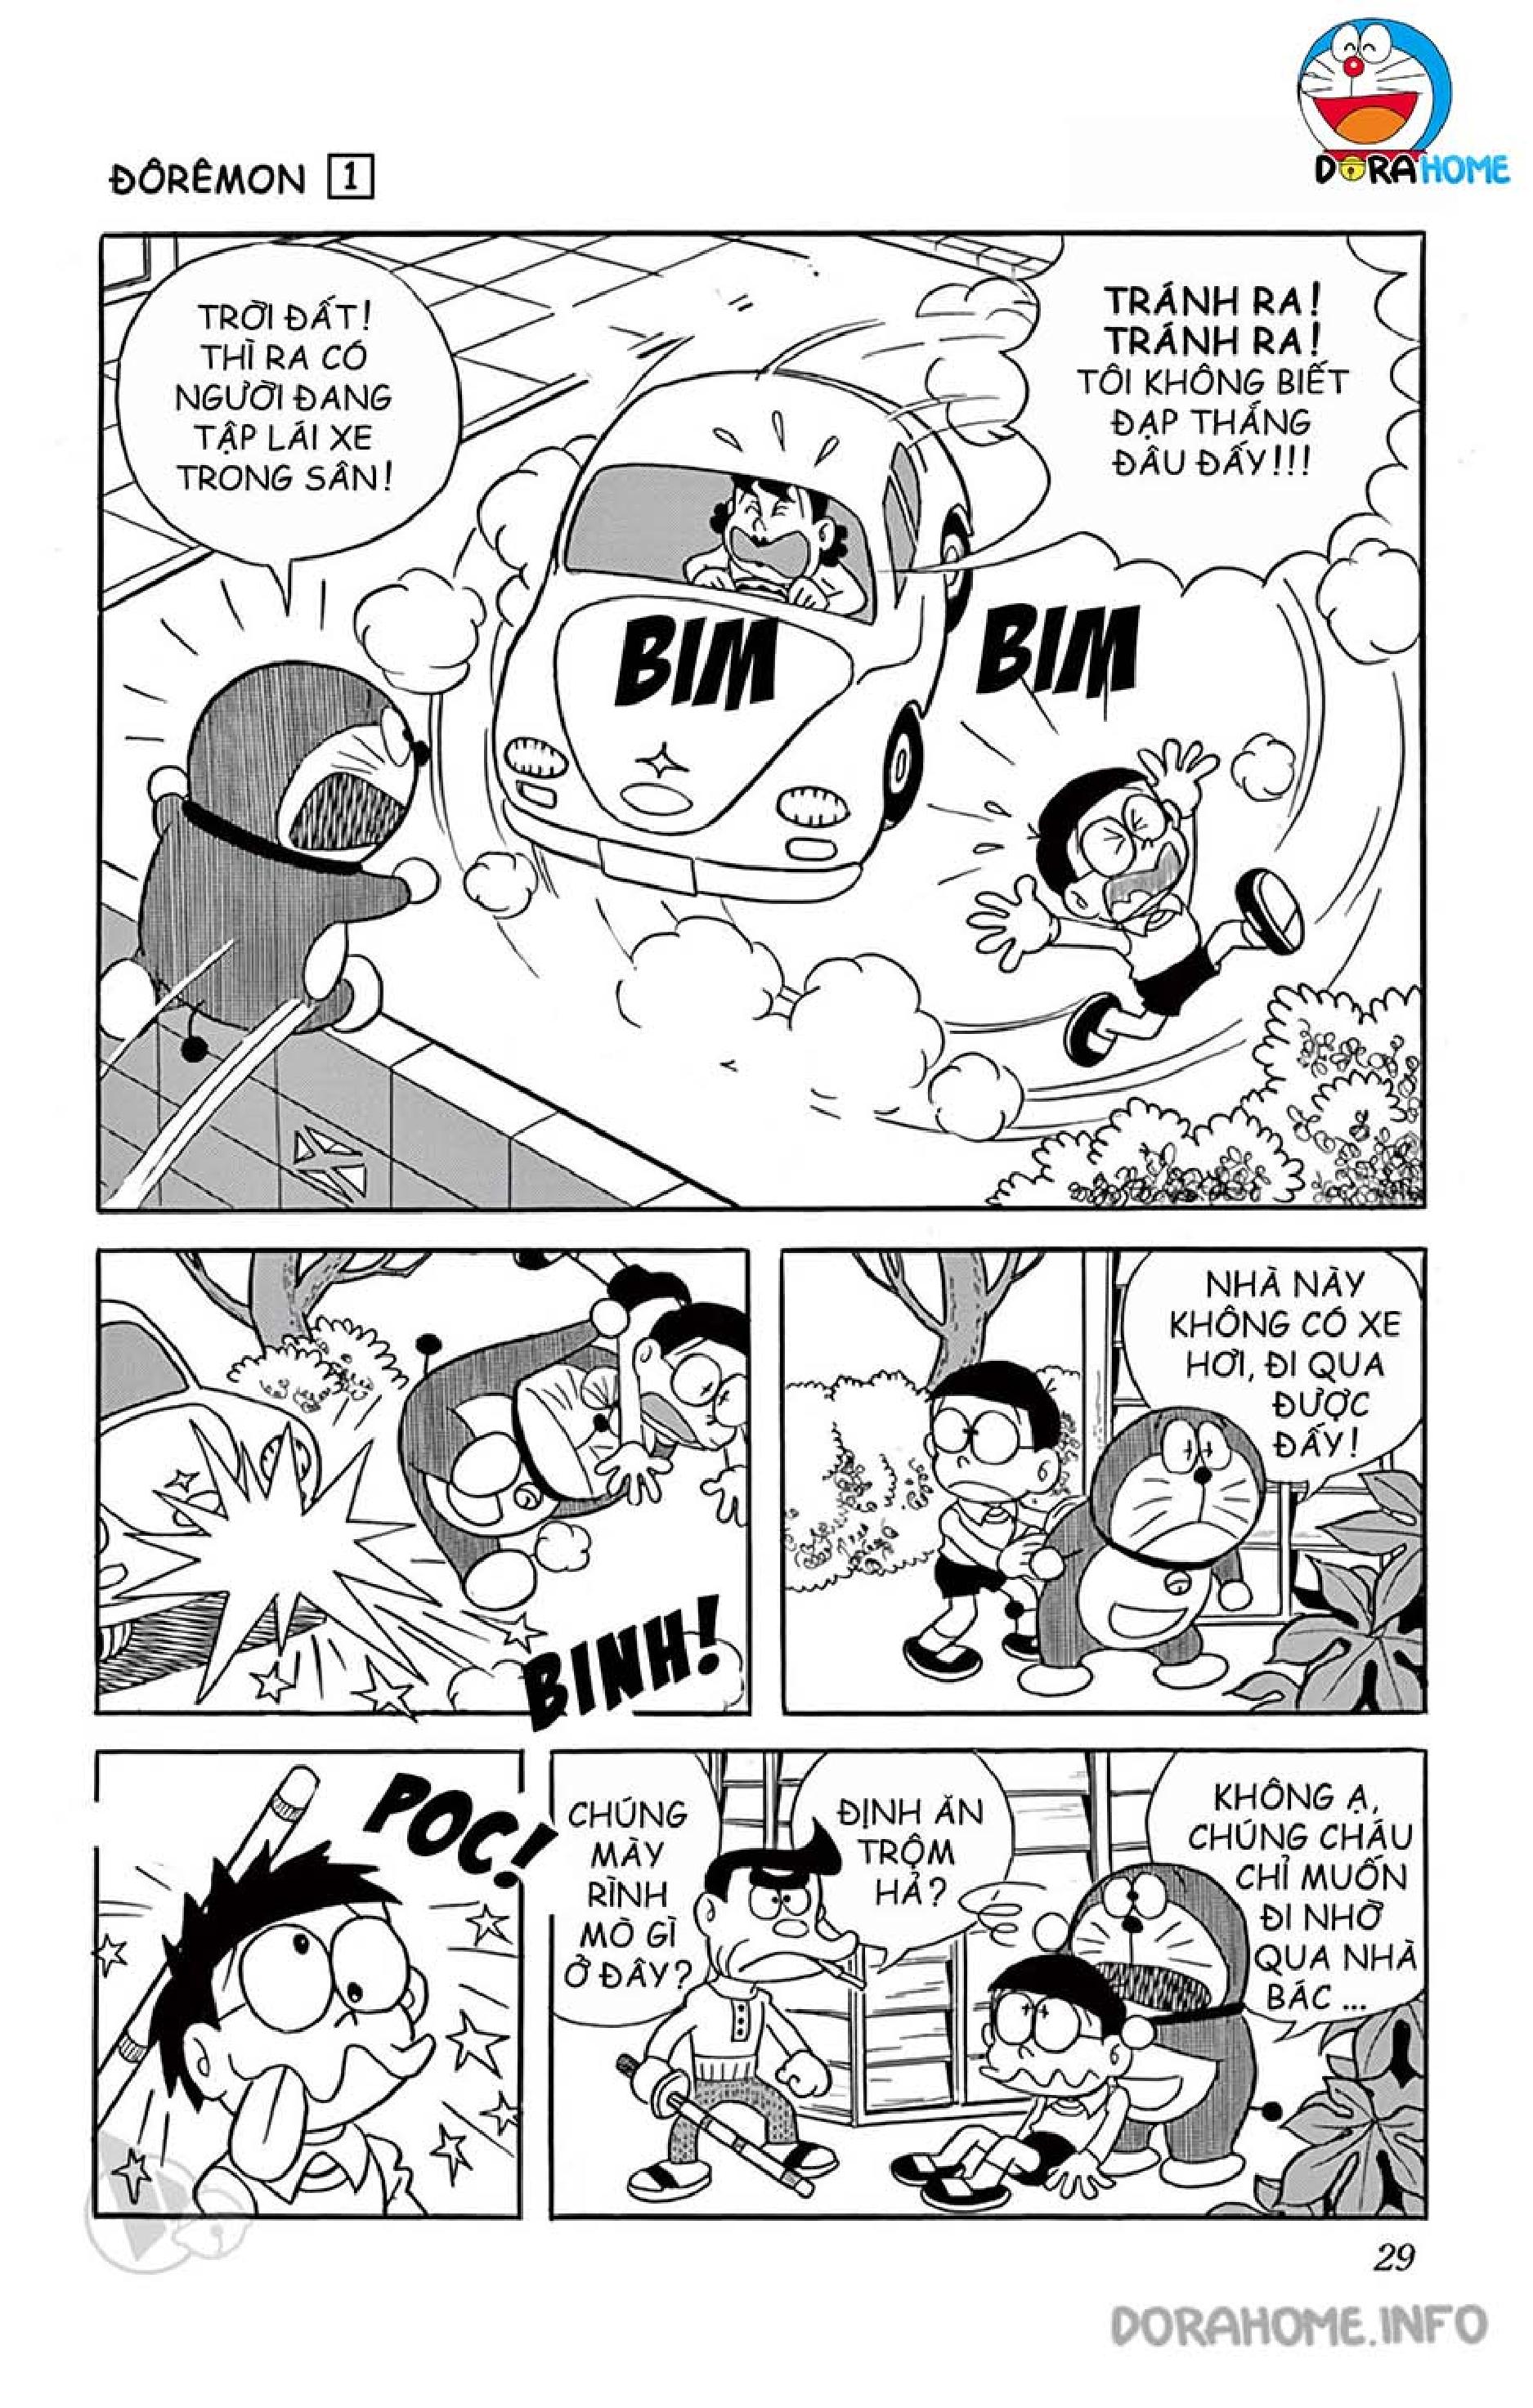 DORAHOME
ĐÔRÊMON 1
TRỜI ĐẤT!
THÌ RA CÓ
NGƯỜI ĐANG
TẬP LÁI XE
TRONG SÂN!
TRÁNH RA!
TRÁNH RA!
TÔI KHÔNG BIẾT
ĐẠP THẮNG
ĐÂU ĐẤY!!!
BIM
BIM
BINH!
NHÀ NÀY
KHÔNG CÓ XE
HƠI, ĐI QUA
ĐƯỢC
ĐẤY!
POC!
CHÚNG
MÀY
RÌNH
MÒ GÌ
Ở ĐÂY?
ĐỊNH ĂN
TRỘM
HẢ?
KHÔNG Ạ,
CHÚNG CHÁU
CHỈ MUỐN
ĐI NHỜ
QUA NHÀ
BÁC ...
29
DORAHOME.INFO